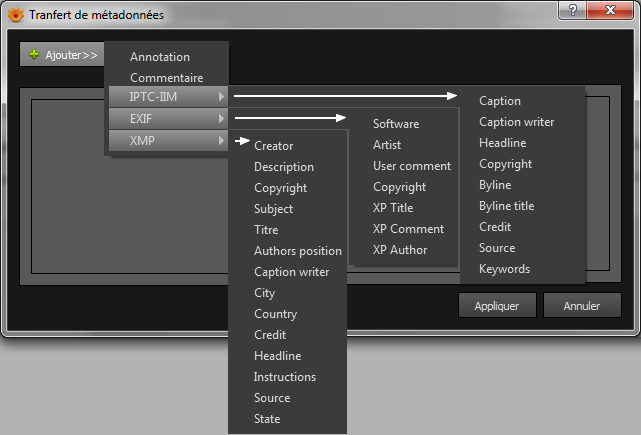 Tranfert de métadonnées
?
Ajouter>>
Annotation
Commentaire
IPTC-IIM
EXIF
XMP
Creator
Description
Copyright
Subject
Titre
Authors position
Caption writer
City
Country
Credit
Headline
Instructions
Source
State
Software
Artist
User comment
Copyright
XP Title
XP Comment
XP Author
Caption
Caption writer
Headline
Copyright
Byline
Byline title
Credit
Source
Keywords
Appliquer
Annuler